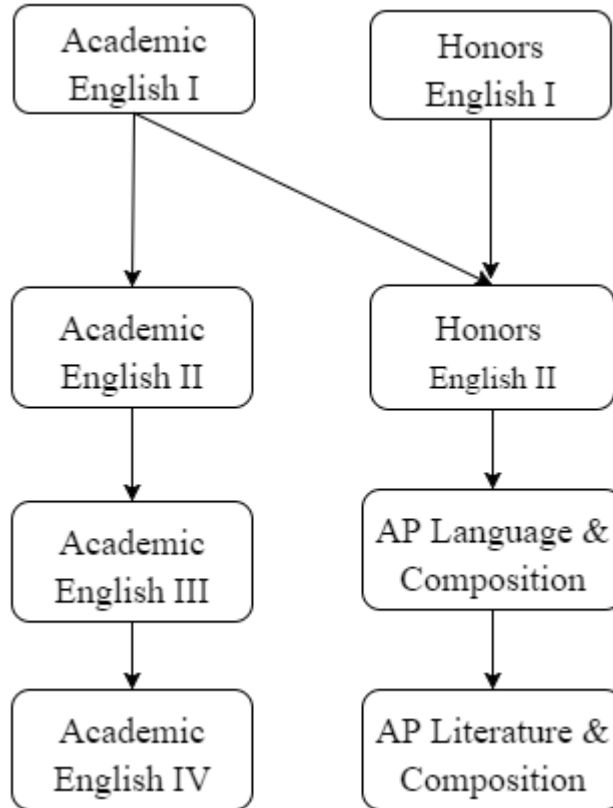 Academic
English I
Honors
English I
Academic
English II
Honors
English II
Academic
English III
AP Language &
Composition
Academic
English IV
AP Literature &
Composition